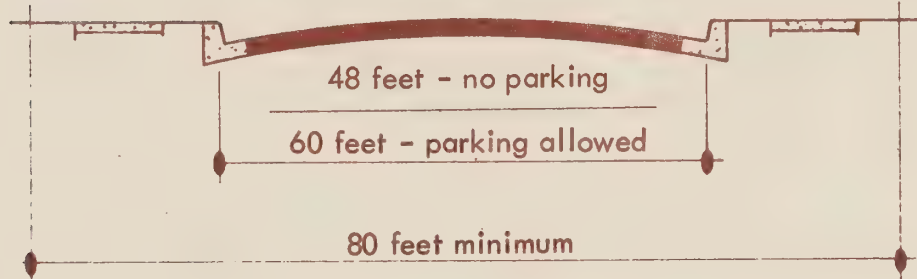 48 feet - no parking
60 feet - parking allowed
80 feet minimum